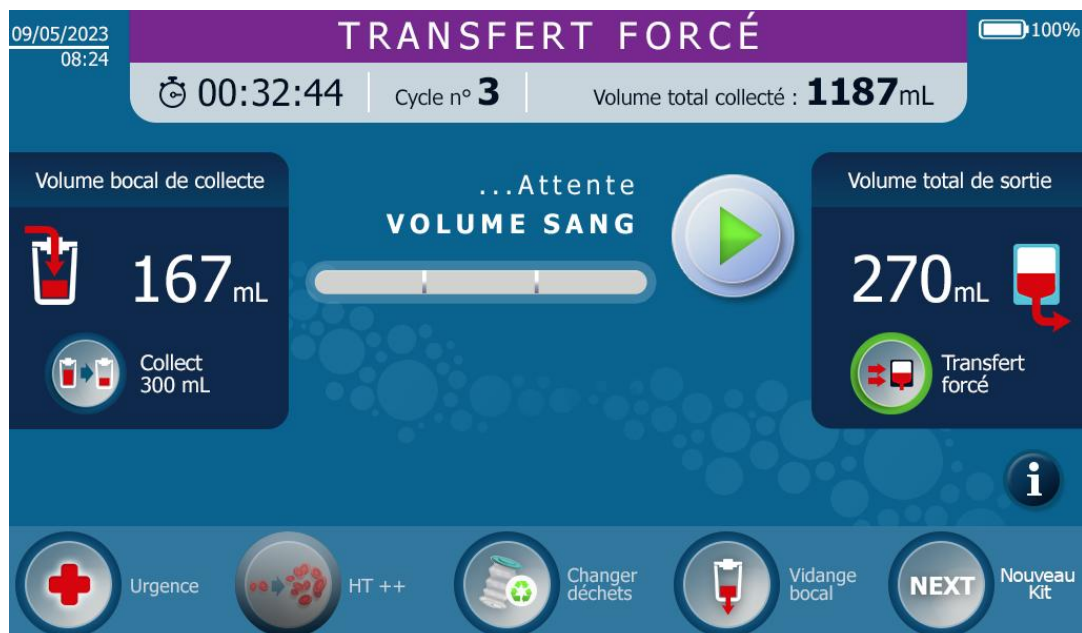 09/05/2023
08:24
TRANSFERT FORCÉ
100%
00:32:44
Cycle n° 3
Volume total collecté : 1187mL
Volume bocal de collecte
167mL
Collect
300 mL
...Attente
VOLUME SANG
Volume total de sortie
270mL
Transfert
forcé
i
Urgence
HT ++
Changer
déchets
Vidange
bocal
NEXT
Nouveau
Kit